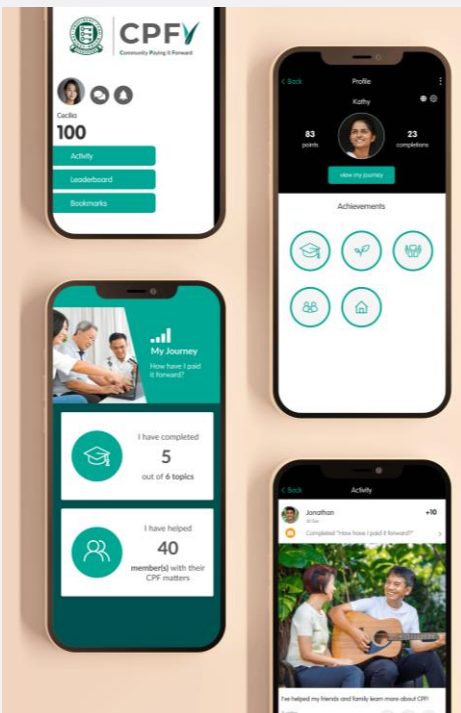 CPFV
Community Paying It Forward
Cecilia
100
Activity
Leaderboard
Bookmarks
< Back
Profile
Kathy
83
points
23
completions
view my journey
Achievements
My Journey
How have I paid
it forward?
I have completed
5
out of 6 topics
I have helped
40
member(s) with their
CPF matters
< Back
Activity
Jonathan
+10
Completed "How have I paid it forward?"
I've helped my friends and family learn more about CPF!